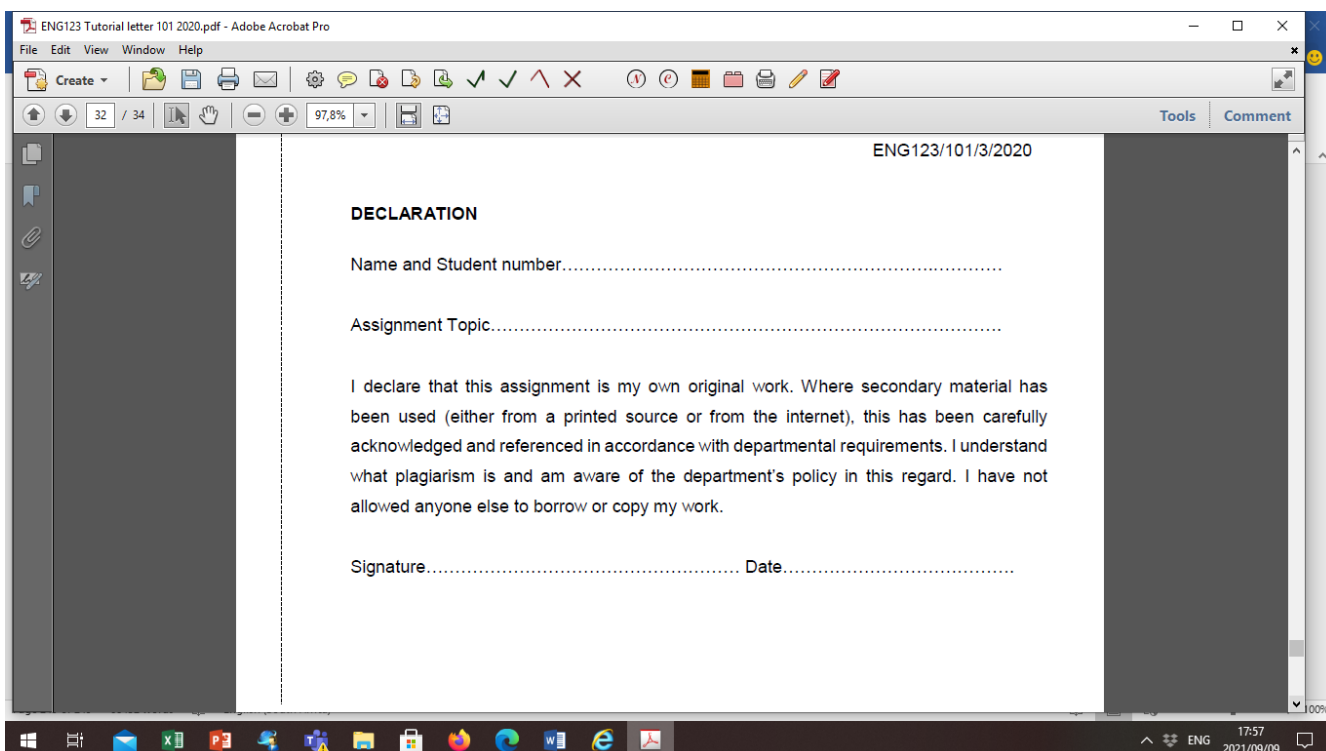 ENG123 Tutorial letter 101 2020.pdf - Adobe Acrobat Pro
File Edit View Window Help
Create
32 / 34 97,8% Tools Comment
ENG123/101/3/2020
DECLARATION
Name and Student number……………………………………………………….…………
Assignment Topic…………………………………………………………………………….
I declare that this assignment is my own original work. Where secondary material has
been used (either from a printed source or from the internet), this has been carefully
acknowledged and referenced in accordance with departmental requirements. I understand
what plagiarism is and am aware of the department's policy in this regard. I have not
allowed anyone else to borrow or copy my work.
Signature……………………………………………… Date………………………………….
100%
17:57
ENG
2021/09/09